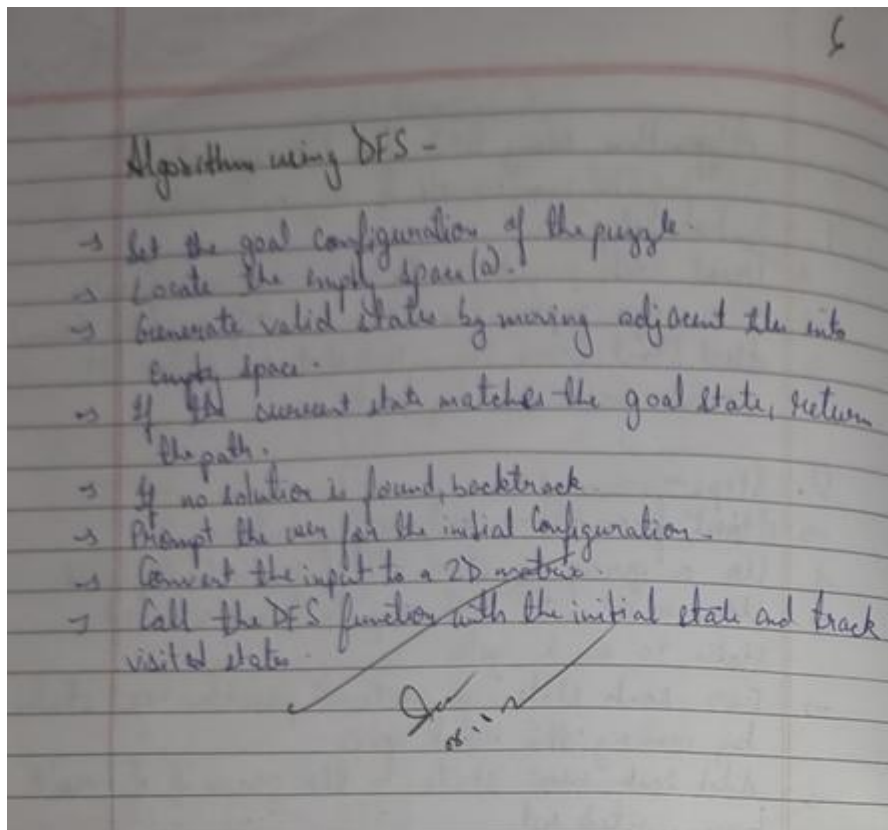 6
Algorithm using DFS -
→ Set the goal configuration of the puzzle.
→ Locate the empty space (0).
→ Generate valid states by moving adjacent tiles into
empty space.
→ If the current state matches the goal state, return
the path.
→ If no solution is found, backtrack.
→ Prompt the user for the initial configuration.
→ Convert the input to a 2D matrix.
→ Call the DFS function with the initial state and track
visited states.